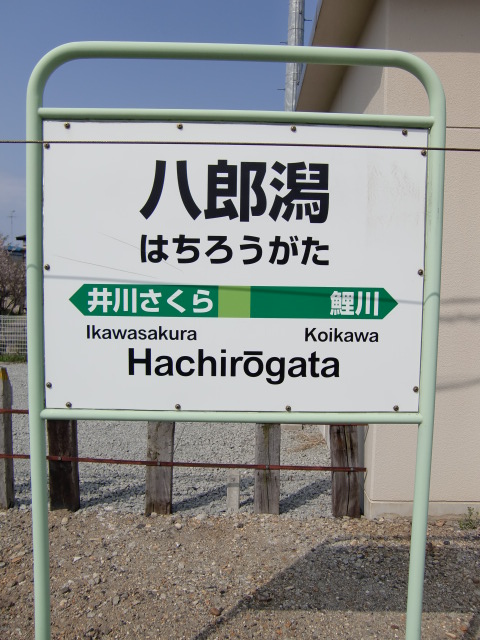 八郎潟
はちろうがた
井川さくら 鯉川
Ikawasakura Koikawa
Hachirōgata